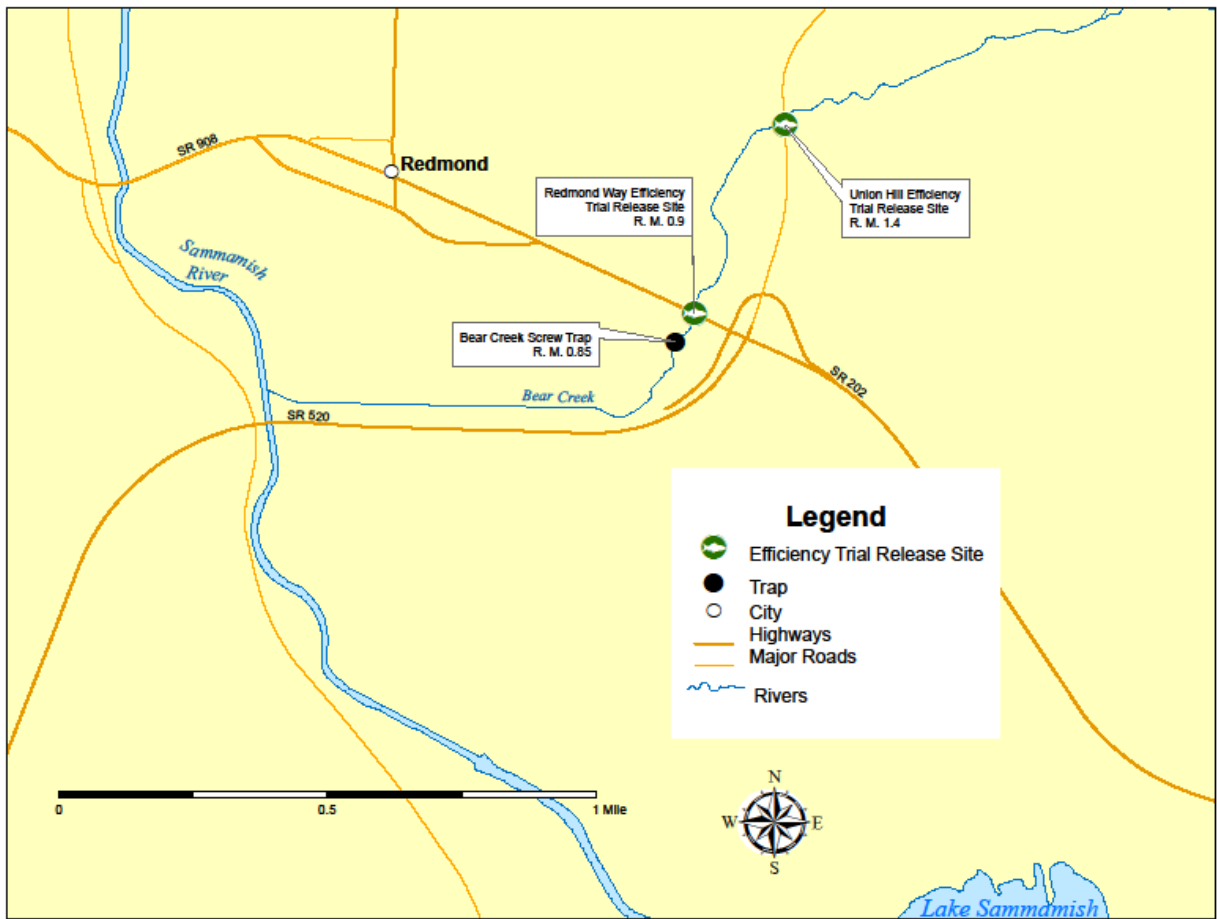 SR 908
Redmond
Redmond Way Efficiency
Trial Release Site
R. M. 0.9
Union Hill Efficiency
Trial Release Site
R. M. 1.4
Sammamish
River
Bear Creek Screw Trap
R. M. 0.85
Bear Creek
SR 202
SR 520
Legend
Efficiency Trial Release Site
Trap
City
Highways
Major Roads
Rivers
0
0.5
1 Mile
N
W
E
S
Lake Sammamish